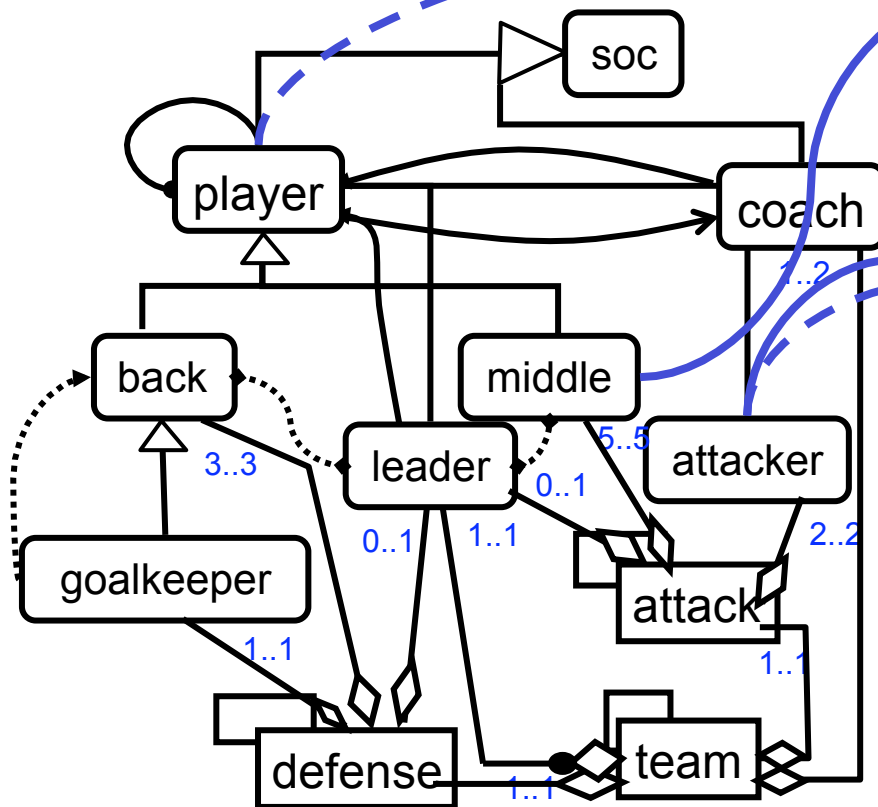 soc
player
coach
1..2
back
middle
leader
attacker
3..3
5..5
0..1
0..1
1..1
2..2
goalkeeper
attack
1..1
1..1
defense
team
1..1